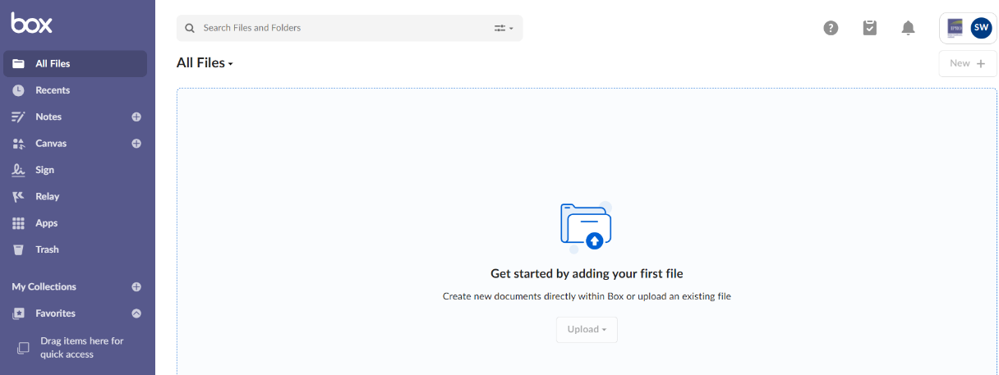 box
Search Files and Folders
?
IPRO
SW
All Files
Recents
Notes
Canvas
Sign
Relay
Apps
Trash
My Collections
Favorites
Drag items here for
quick access
All Files
New +
Get started by adding your first file
Create new documents directly within Box or upload an existing file
Upload